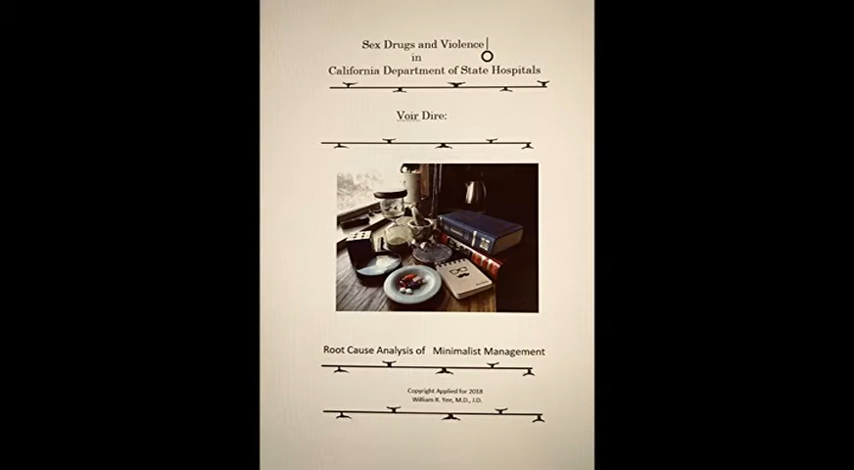 Sex Drugs and Violence
in
California Department of State Hospitals
Voir Dire:
Root Cause Analysis of Minimalist Management
Copyright Applied for 2018
William R. Yee, M.D., J.D.